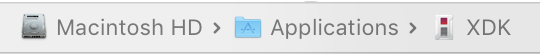 Macintosh HD › Applications › XDK